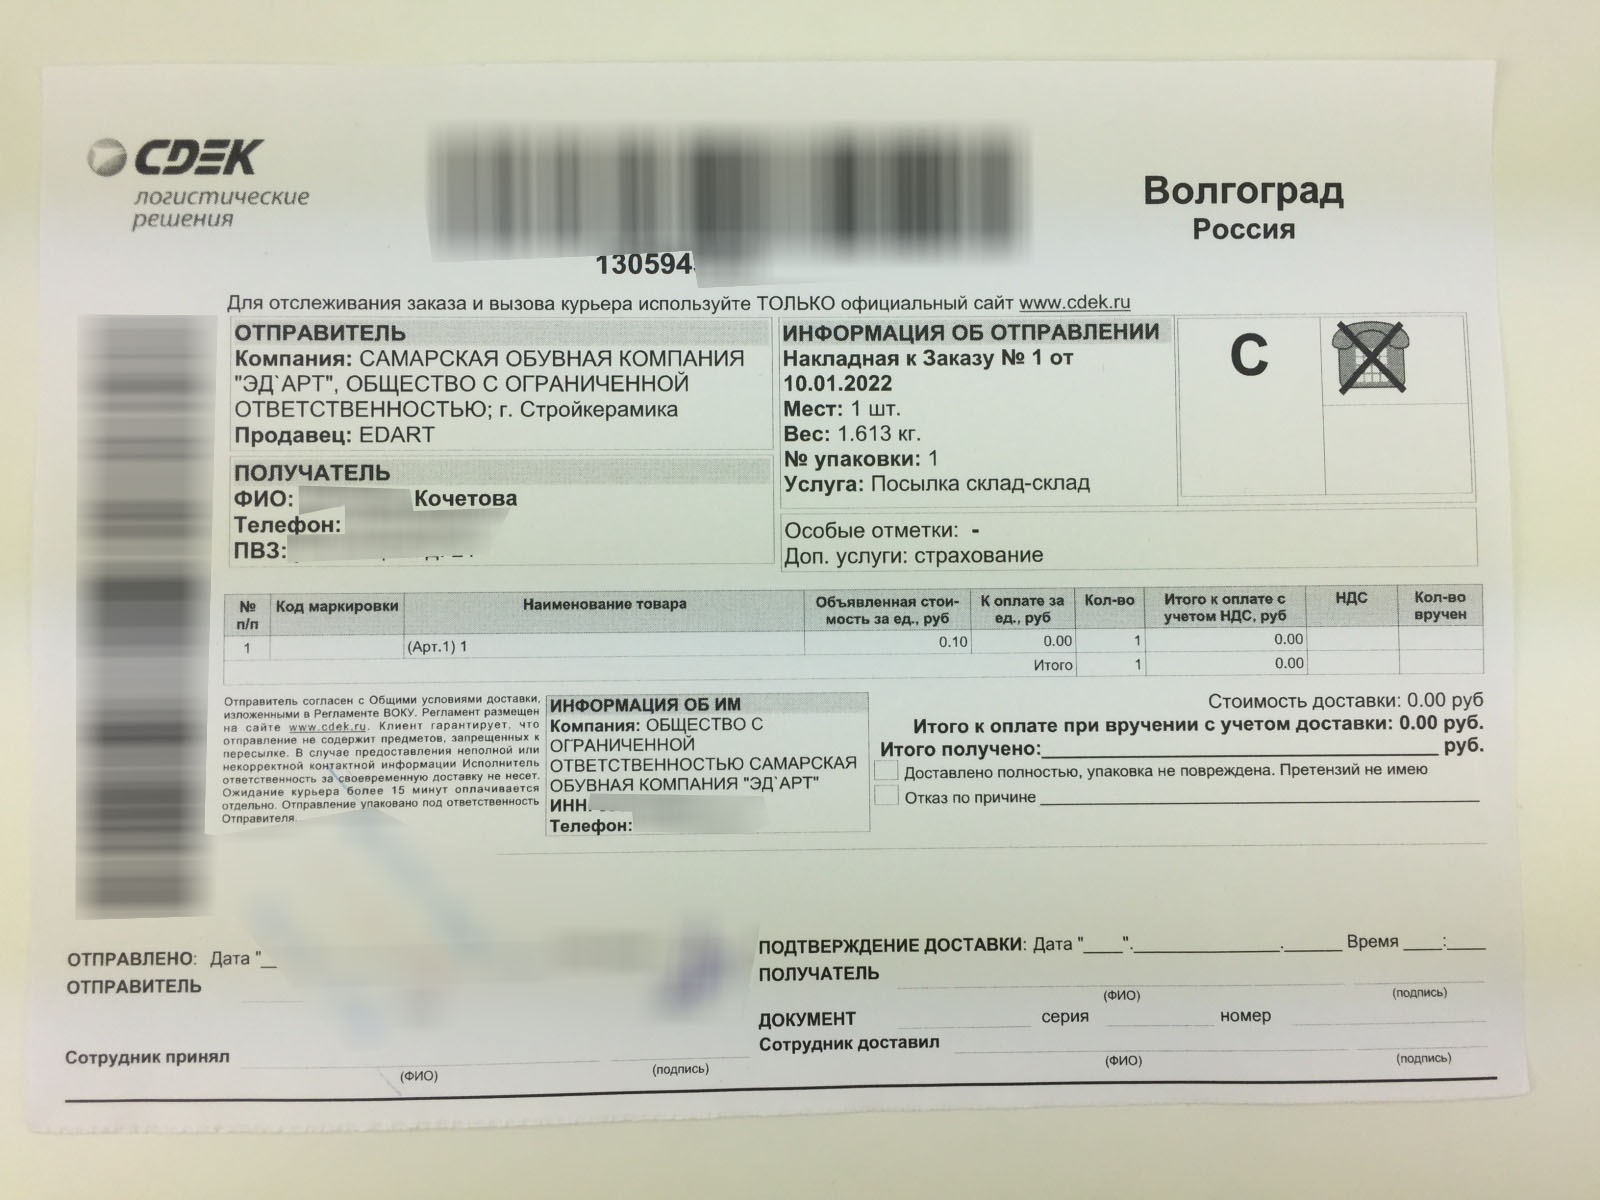 CDEK
логистические
решения
130594
Волгоград
Россия
Для отслеживания заказа и вызова курьера используйте ТОЛЬКО официальный сайт www.cdek.ru
ОТПРАВИТЕЛЬ
Компания: САМАРСКАЯ ОБУВНАЯ КОМПАНИЯ
"ЭД`АРТ", ОБЩЕСТВО С ОГРАНИЧЕННОЙ
ОТВЕТСТВЕННОСТЬЮ; г. Стройкерамика
Продавец: EDART
ПОЛУЧАТЕЛЬ
ФИО: Кочетова
Телефон:
ПВЗ:
ИНФОРМАЦИЯ ОБ ОТПРАВЛЕНИИ
Накладная к Заказу № 1 от
10.01.2022
Мест: 1 шт.
Вес: 1.613 кг.
№ упаковки: 1
Услуга: Посылка склад-склад
С
Особые отметки: -
Доп. услуги: страхование
№ п/п Код маркировки Наименование товара Объявленная стои-мость за ед., руб К оплате за ед., руб Кол-во Итого к оплате с учетом НДС, руб НДС Кол-во вручен
1 (Арт.1) 1 0.10 0.00 1 0.00
Итого 1 0.00
Отправитель согласен с Общими условиями доставки,
изложенными в Регламенте ВОКУ. Регламент размещен
на сайте www.cdek.ru. Клиент гарантирует, что
отправление не содержит предметов, запрещенных к
пересылке. В случае предоставления неполной или
некорректной контактной информации Исполнитель
ответственность за своевременную доставку не несет.
Ожидание курьера более 15 минут оплачивается
отдельно. Отправление упаковано под ответственность
Отправителя.
ИНФОРМАЦИЯ ОБ ИМ
Компания: ОБЩЕСТВО С
ОГРАНИЧЕННОЙ
ОТВЕТСТВЕННОСТЬЮ САМАРСКАЯ
ОБУВНАЯ КОМПАНИЯ "ЭД`АРТ"
ИНН:
Телефон:
Стоимость доставки: 0.00 руб
Итого к оплате при вручении с учетом доставки: 0.00 руб.
Итого получено:__________ руб.
Доставлено полностью, упаковка не повреждена. Претензий не имею
Отказ по причине __________
ОТПРАВЛЕНО: Дата "__
ОТПРАВИТЕЛЬ
Сотрудник принял
(ФИО) (подпись)
ПОДТВЕРЖДЕНИЕ ДОСТАВКИ: Дата "____".__________.____ Время ___:___
ПОЛУЧАТЕЛЬ
(ФИО) (подпись)
ДОКУМЕНТ серия номер
Сотрудник доставил
(ФИО) (подпись)